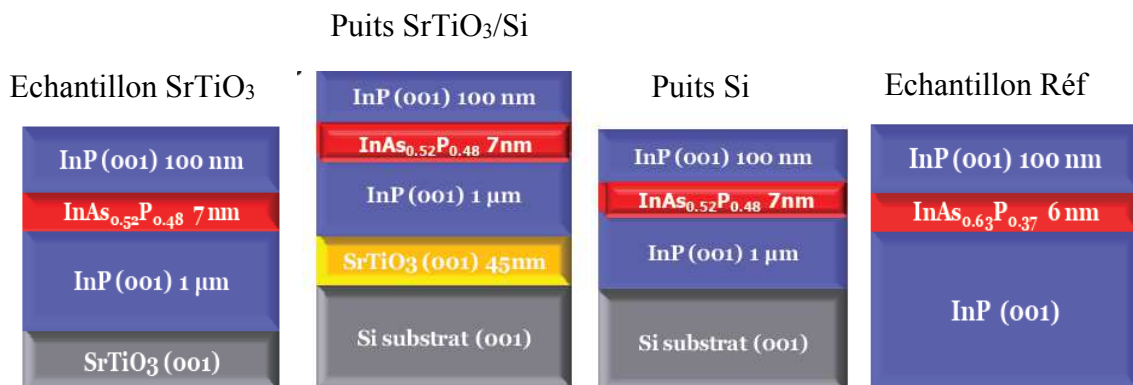 Puits SrTiO₃/Si
Echantillon SrTiO₃
Puits Si
Echantillon Réf
InP (001) 100 nm
InAs₀.₅₂P₀.₄₈ 7 nm
InP (001) 1 µm
SrTiO₃ (001)
InP (001) 100 nm
InAs₀.₅₂P₀.₄₈ 7nm
InP (001) 1 µm
SrTiO₃ (001) 45nm
Si substrat (001)
InP (001) 100 nm
InAs₀.₅₂P₀.₄₈ 7nm
InP (001) 1 µm
Si substrat (001)
InP (001) 100 nm
InAs₀.₆₃P₀.₃₇ 6 nm
InP (001)